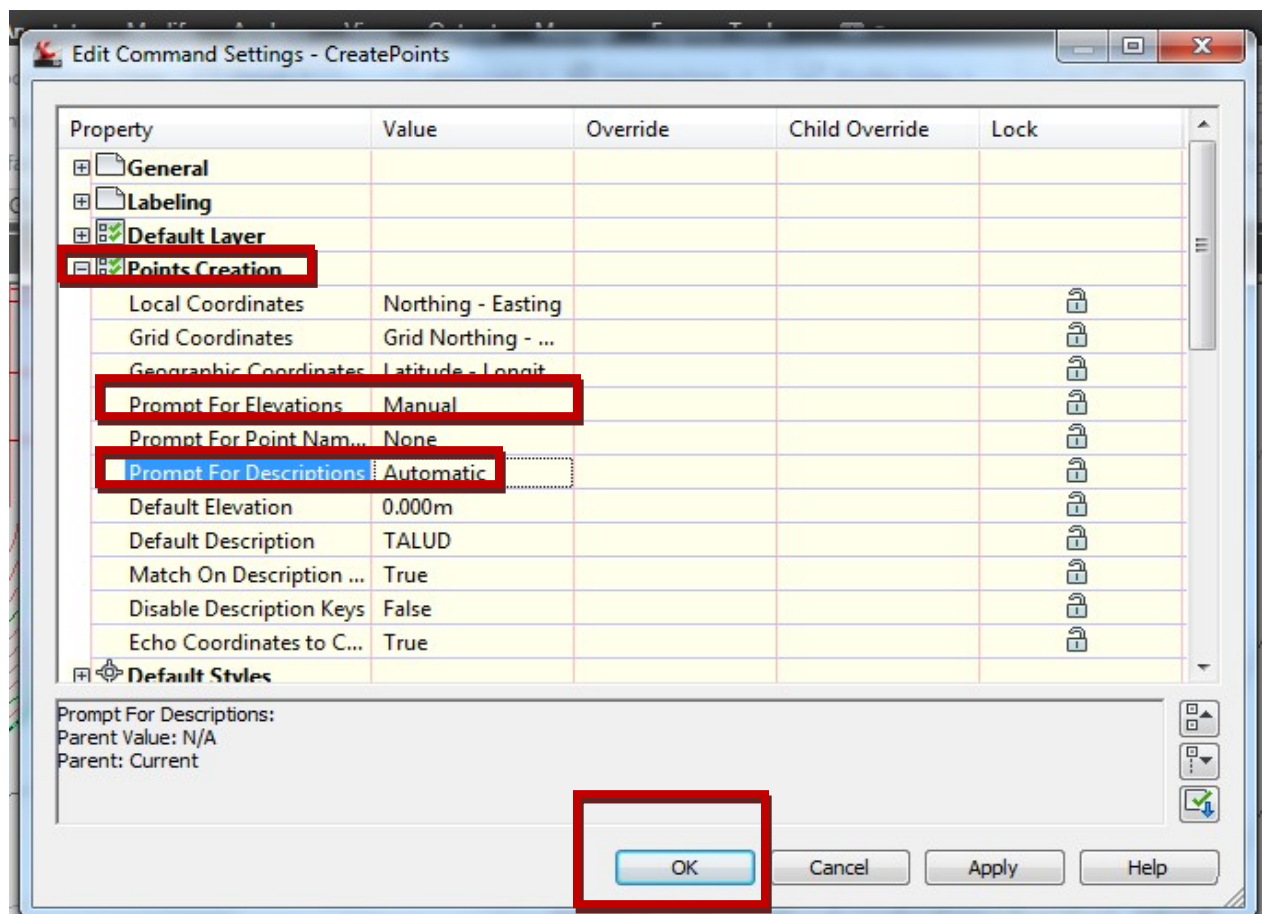 Edit Command Settings - CreatePoints
Property Value Override Child Override Lock
General
Labeling
Default Layer
Points Creation
Local Coordinates Northing - Easting
Grid Coordinates Grid Northing - ...
Geographic Coordinates Latitude - Longit...
Prompt For Elevations Manual
Prompt For Point Nam... None
Prompt For Descriptions Automatic
Default Elevation 0.000m
Default Description TALUD
Match On Description ... True
Disable Description Keys False
Echo Coordinates to C... True
Default Styles
Prompt For Descriptions:
Parent Value: N/A
Parent: Current
OK Cancel Apply Help